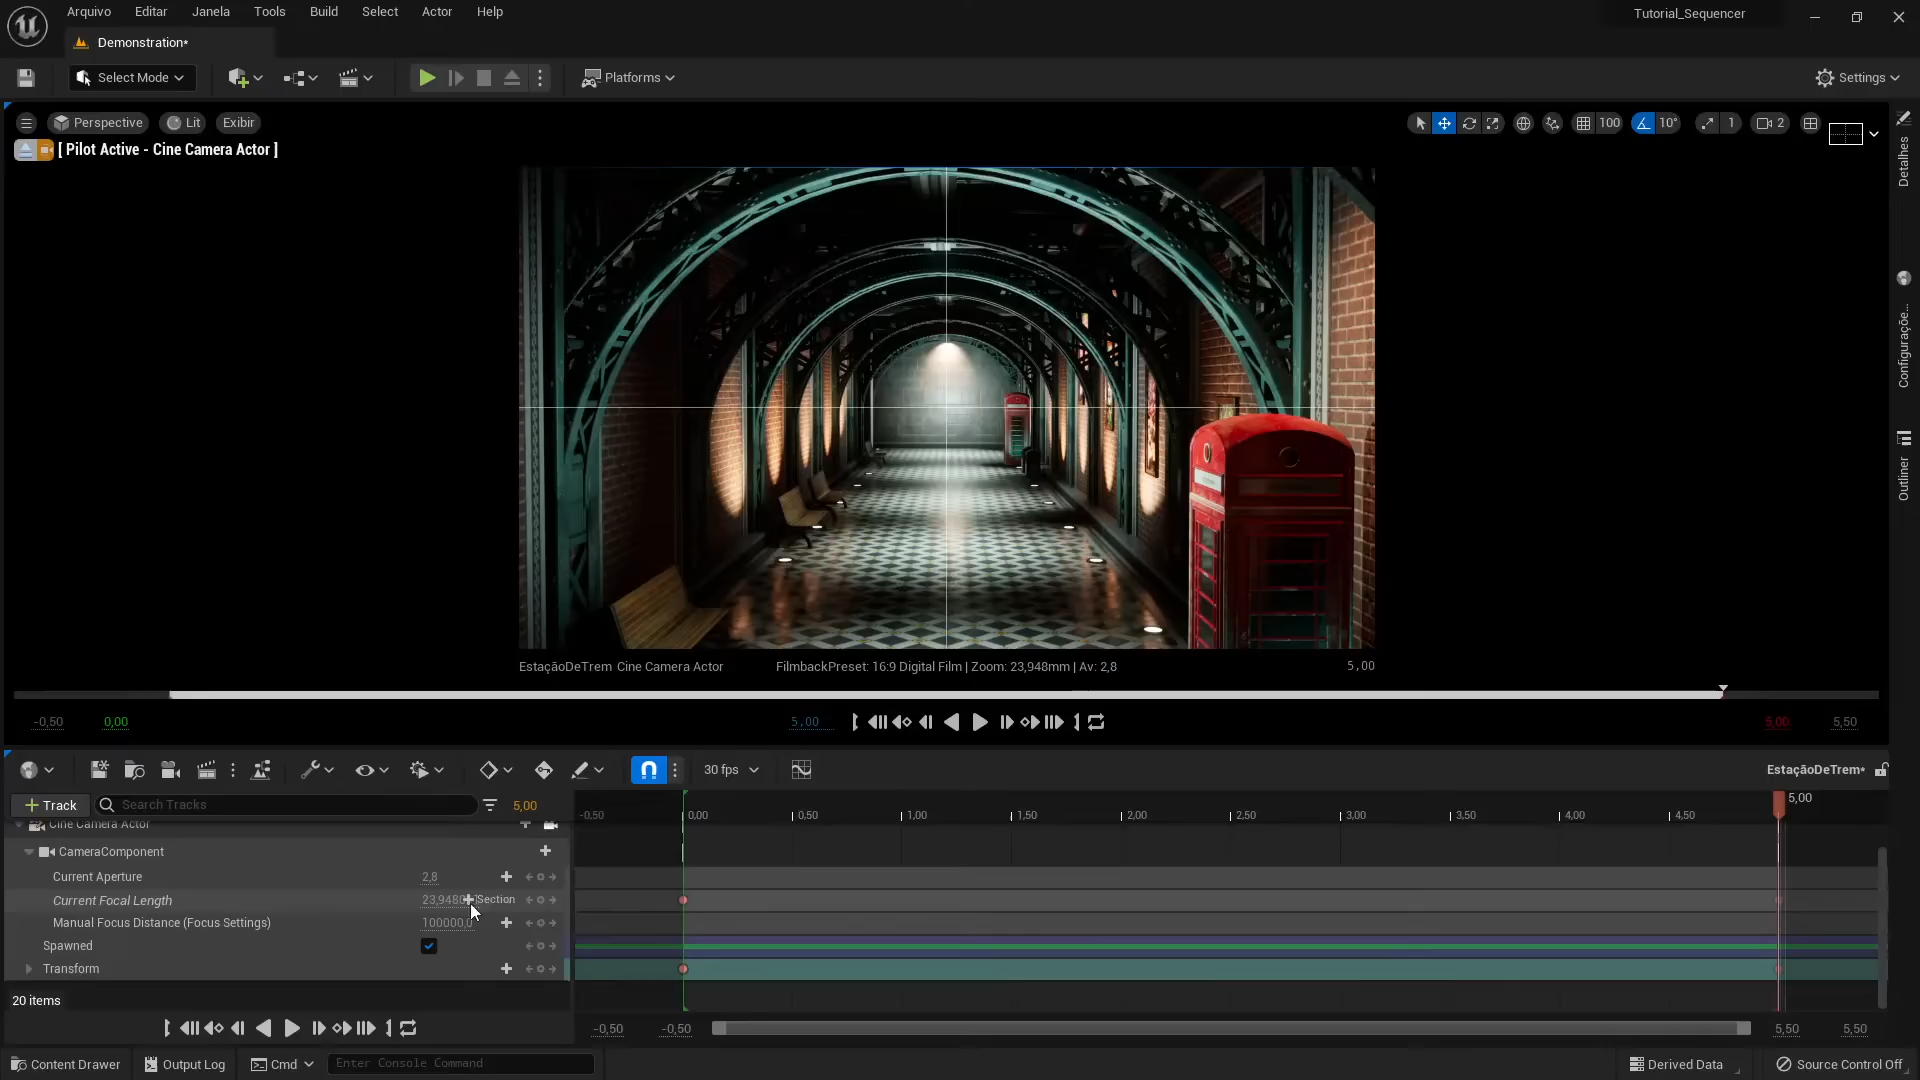 Arquivo Editar Janela Tools Build Select Actor Help
Tutorial_Sequencer
Demonstration*
Select Mode
Platforms
Settings
Perspective Lit Exibir
100 10° 1 2
[ Pilot Active - Cine Camera Actor ]
Detalhes
Configuraçõe...
Outliner
EstaçãoDeTrem Cine Camera Actor
FilmbackPreset: 16:9 Digital Film | Zoom: 23,948mm | Av: 2,8
5,00
-0,50 0,00 5,00 5,00 5,50
30 fps
EstaçãoDeTrem*
Track Search Tracks 5,00
-0,50 0,00 0,50 1,00 1,50 2,00 2,50 3,00 3,50 4,00 4,50 5,00
Cine Camera Actor
CameraComponent
Current Aperture 2,8
Current Focal Length 23,9480 Section
Manual Focus Distance (Focus Settings) 100000,0
Spawned
Transform
20 items
-0,50 -0,50 5,50 5,50
Content Drawer Output Log Cmd Enter Console Command
Derived Data Source Control Off